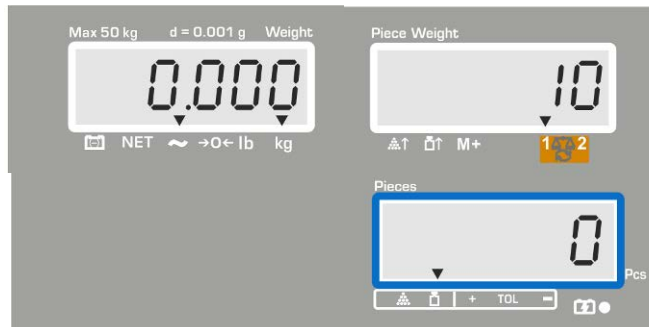 Max 50 kg d = 0.001 g Weight
0.000
NET →0← lb kg
Piece Weight
10
M+
1 2
Pieces
0
Pcs
+ TOL −